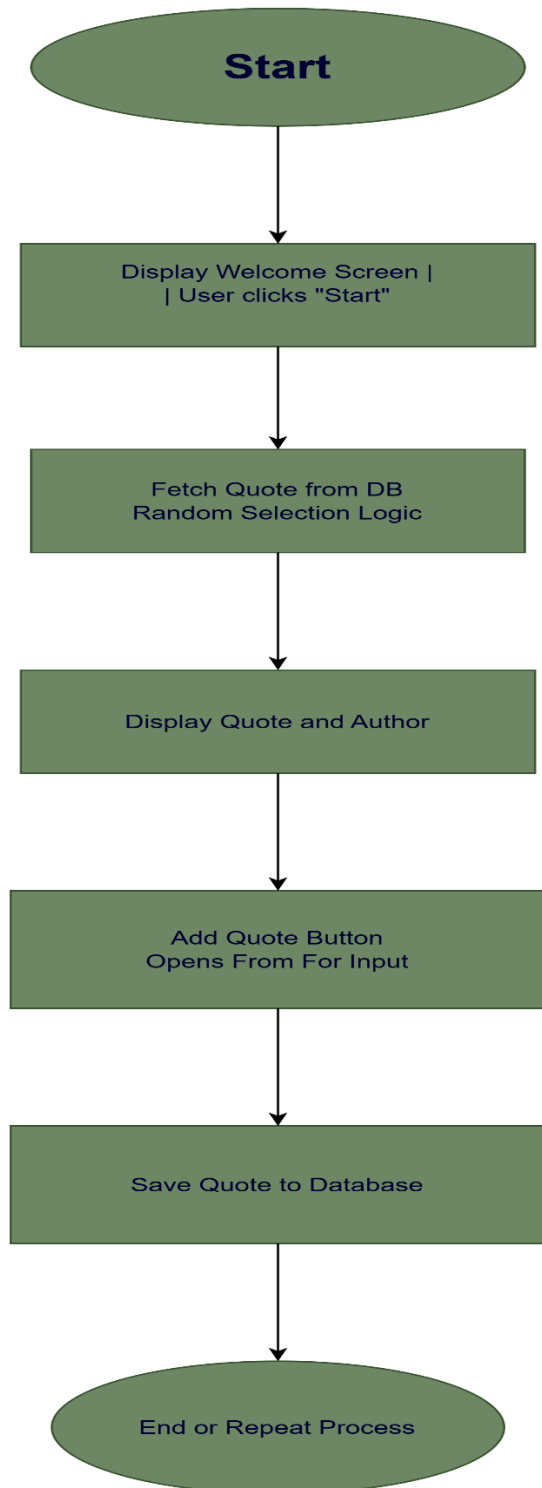 Start
Display Welcome Screen |
| User clicks "Start"
Fetch Quote from DB
Random Selection Logic
Display Quote and Author
Add Quote Button
Opens From For Input
Save Quote to Database
End or Repeat Process